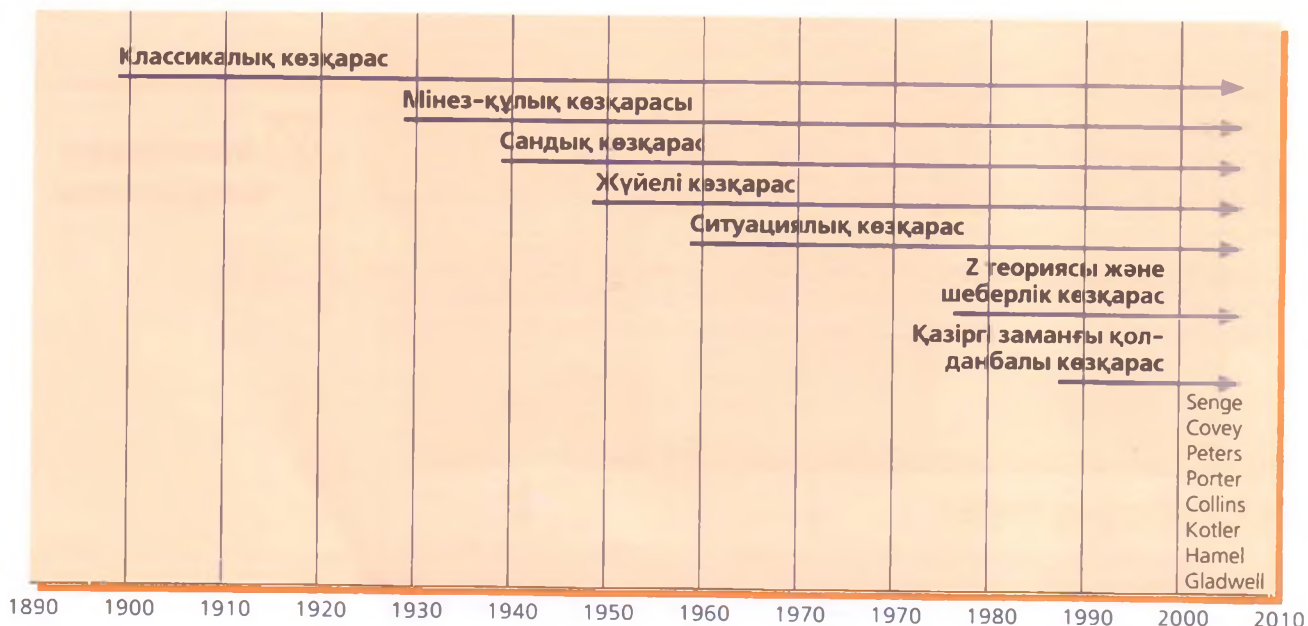 Классикалық көзқарас
Мінез-құлық көзқарасы
Сандық көзқарас
Жүйелі көзқарас
Ситуациялық көзқарас
Z теориясы және
шеберлік көзқарас
Қазіргі заманғы қол-
данбалы көзқарас
Senge
Covey
Peters
Porter
Collins
Kotler
Hamel
Gladwell
1890 1900 1910 1920 1930 1940 1950 1960 1970 1970 1980 1990 2000 2010